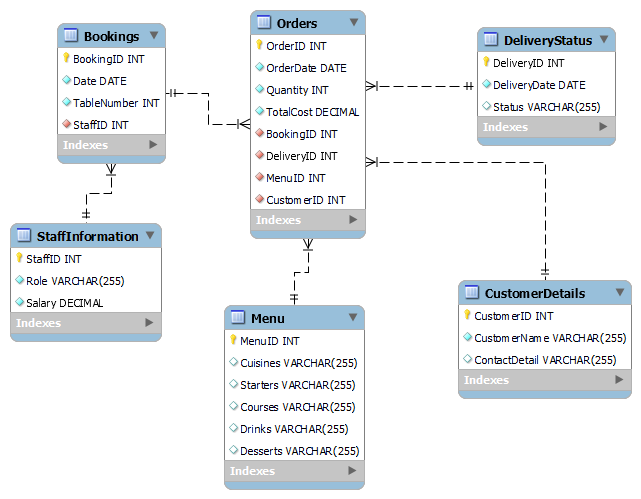 Bookings
BookingID INT
Date DATE
TableNumber INT
StaffID INT
Indexes
Orders
OrderID INT
OrderDate DATE
Quantity INT
TotalCost DECIMAL
BookingID INT
DeliveryID INT
MenuID INT
CustomerID INT
Indexes
DeliveryStatus
DeliveryID INT
DeliveryDate DATE
Status VARCHAR(255)
Indexes
StaffInformation
StaffID INT
Role VARCHAR(255)
Salary DECIMAL
Indexes
Menu
MenuID INT
Cuisines VARCHAR(255)
Starters VARCHAR(255)
Courses VARCHAR(255)
Drinks VARCHAR(255)
Desserts VARCHAR(255)
Indexes
CustomerDetails
CustomerID INT
CustomerName VARCHAR(255)
ContactDetail VARCHAR(255)
Indexes